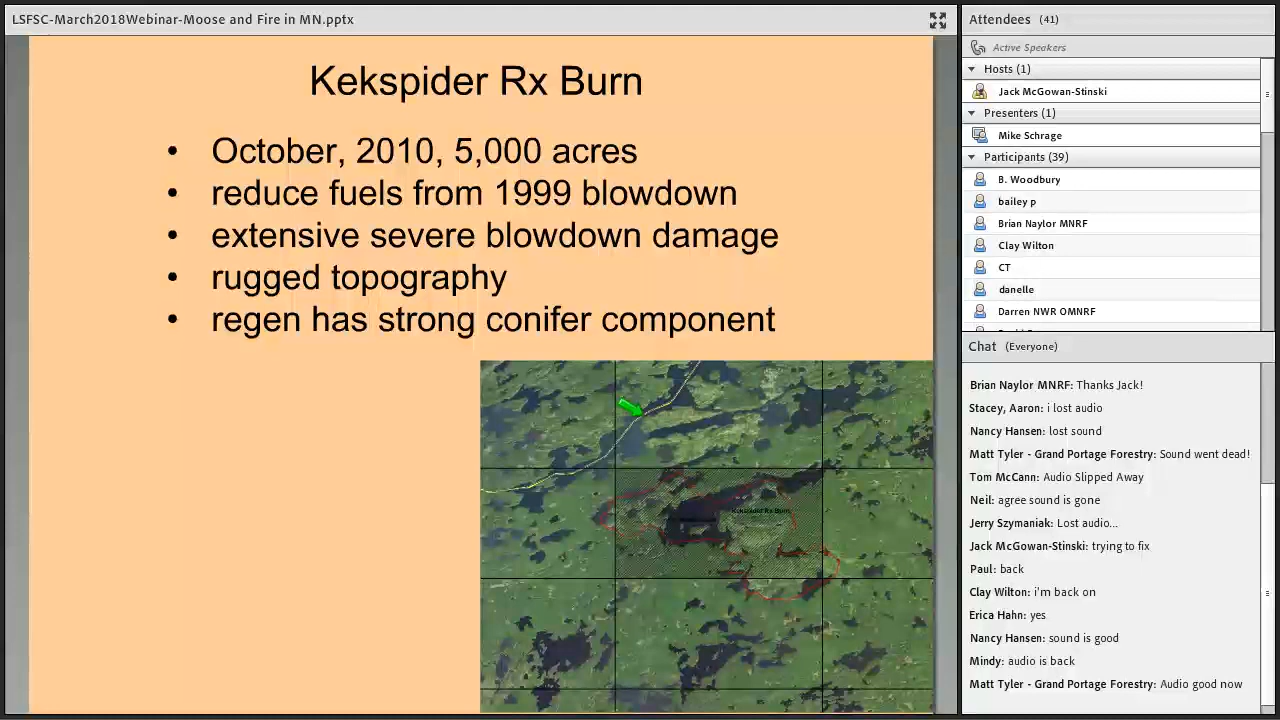 LSFSC-March2018Webinar-Moose and Fire in MN.pptx
Kekspider Rx Burn
• October, 2010, 5,000 acres
• reduce fuels from 1999 blowdown
• extensive severe blowdown damage
• rugged topography
• regen has strong conifer component
Kekspider Rx Burn
Attendees (41)
Active Speakers
Hosts (1)
Jack McGowan-Stinski
Presenters (1)
Mike Schrage
Participants (39)
B. Woodbury
bailey p
Brian Naylor MNRF
Clay Wilton
CT
danelle
Darren NWR OMNRF
Chat (Everyone)
Brian Naylor MNRF: Thanks Jack!
Stacey, Aaron: i lost audio
Nancy Hansen: lost sound
Matt Tyler - Grand Portage Forestry: Sound went dead!
Tom McCann: Audio Slipped Away
Neil: agree sound is gone
Jerry Szymaniak: Lost audio...
Jack McGowan-Stinski: trying to fix
Paul: back
Clay Wilton: i'm back on
Erica Hahn: yes
Nancy Hansen: sound is good
Mindy: audio is back
Matt Tyler - Grand Portage Forestry: Audio good now